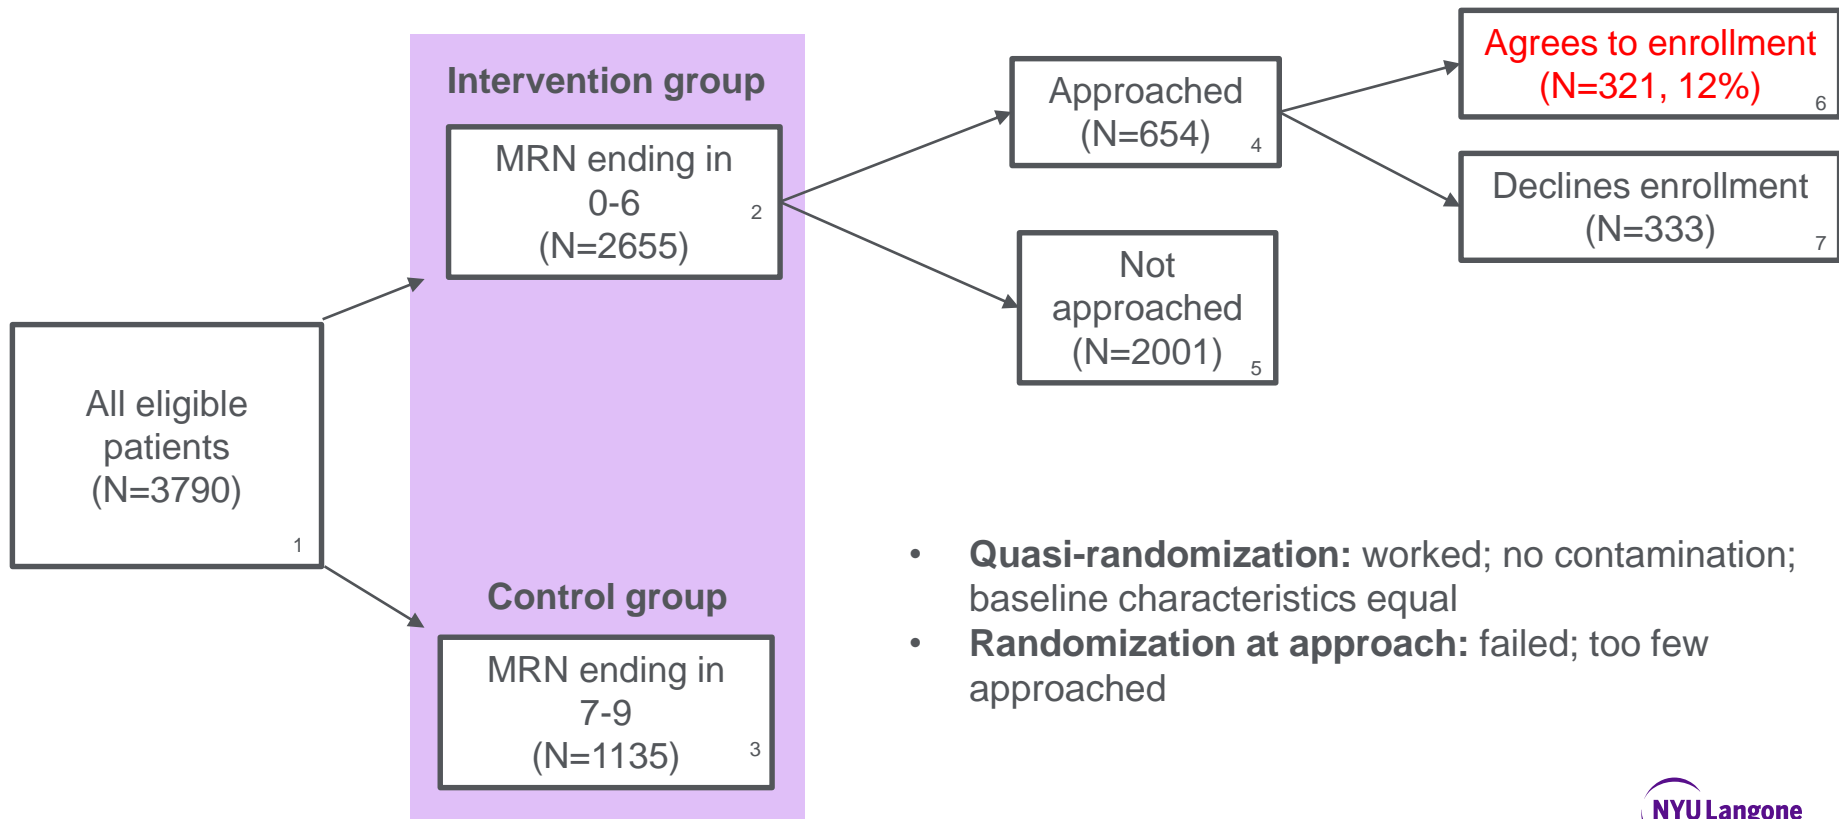 All eligible
patients
(N=3790)
1
Intervention group
MRN ending in
0-6
(N=2655)
2
Control group
MRN ending in
7-9
(N=1135)
3
Approached
(N=654)
4
Not
approached
(N=2001)
5
Agrees to enrollment
(N=321, 12%)
6
Declines enrollment
(N=333)
7
• Quasi-randomization: worked; no contamination;
baseline characteristics equal
• Randomization at approach: failed; too few
approached
NYU Langone